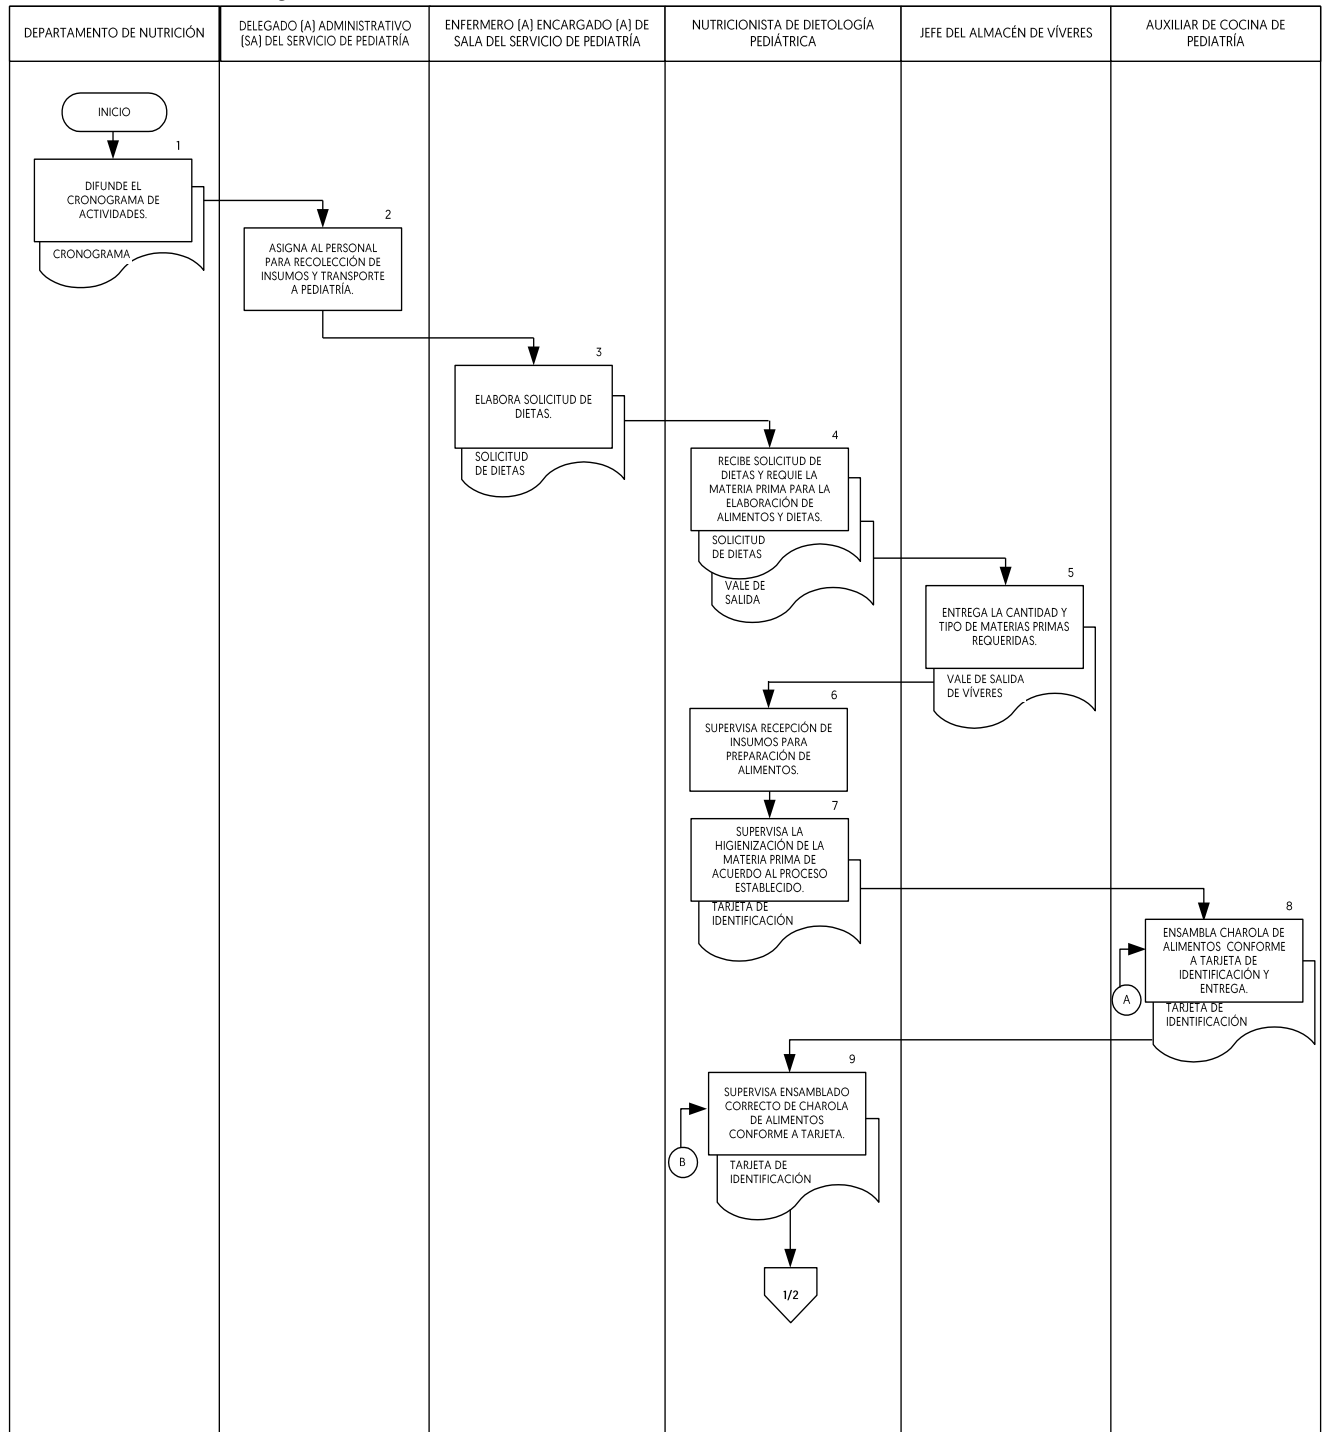 DEPARTAMENTO DE NUTRICIÓN
DELEGADO (A) ADMINISTRATIVO
(SA) DEL SERVICIO DE PEDIATRÍA
ENFERMERO (A) ENCARGADO (A) DE
SALA DEL SERVICIO DE PEDIATRÍA
NUTRICIONISTA DE DIETOLOGÍA
PEDIÁTRICA
JEFE DEL ALMACÉN DE VÍVERES
AUXILIAR DE COCINA DE
PEDIATRÍA
INICIO
1
DIFUNDE EL
CRONOGRAMA DE
ACTIVIDADES.
CRONOGRAMA
2
ASIGNA AL PERSONAL
PARA RECOLECCIÓN DE
INSUMOS Y TRANSPORTE
A PEDIATRÍA.
3
ELABORA SOLICITUD DE
DIETAS.
SOLICITUD
DE DIETAS
4
RECIBE SOLICITUD DE
DIETAS Y REQUIE LA
MATERIA PRIMA PARA LA
ELABORACIÓN DE
ALIMENTOS Y DIETAS.
SOLICITUD
DE DIETAS
VALE DE
SALIDA
5
ENTREGA LA CANTIDAD Y
TIPO DE MATERIAS PRIMAS
REQUERIDAS.
VALE DE SALIDA
DE VÍVERES
6
SUPERVISA RECEPCIÓN DE
INSUMOS PARA
PREPARACIÓN DE
ALIMENTOS.
7
SUPERVISA LA
HIGIENIZACIÓN DE LA
MATERIA PRIMA DE
ACUERDO AL PROCESO
ESTABLECIDO.
TARJETA DE
IDENTIFICACIÓN
8
ENSAMBLA CHAROLA DE
ALIMENTOS CONFORME
A TARJETA DE
IDENTIFICACIÓN Y
ENTREGA.
A
TARJETA DE
IDENTIFICACIÓN
9
SUPERVISA ENSAMBLADO
CORRECTO DE CHAROLA
DE ALIMENTOS
CONFORME A TARJETA.
B
TARJETA DE
IDENTIFICACIÓN
1/2